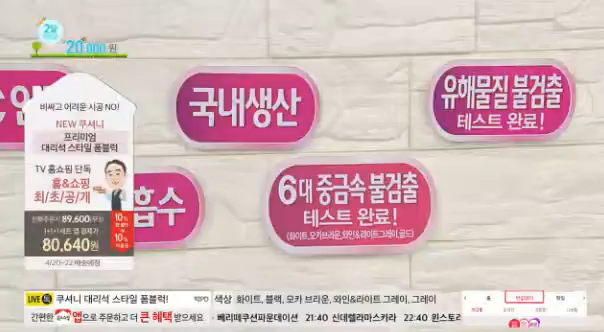 20,000원
비싸고 어려운 시공 NO!
NEW 쿠셔니
프리미엄
대리석 스타일 폼블럭
TV 홈쇼핑 단독
홈&쇼핑
최/초/공/개
89,600
80,640원
10%
10%
국내생산
유해물질 불검출
테스트 완료!
6대 중금속 불검출
테스트 완료!
(화이트,모카브라운,와인&라이트그레이,골드)
흡수
LIVE 쿠셔니 대리석 스타일 폼블럭!
색상 화이트, 블랙, 모카 브라운, 와인&라이트 그레이, 그레이
간편한 앱으로 주문하고 더 큰 혜택 받으세요
· 베리떼쿠션파운데이션 21:40 신데렐라마스카라 22:40 윈스토리